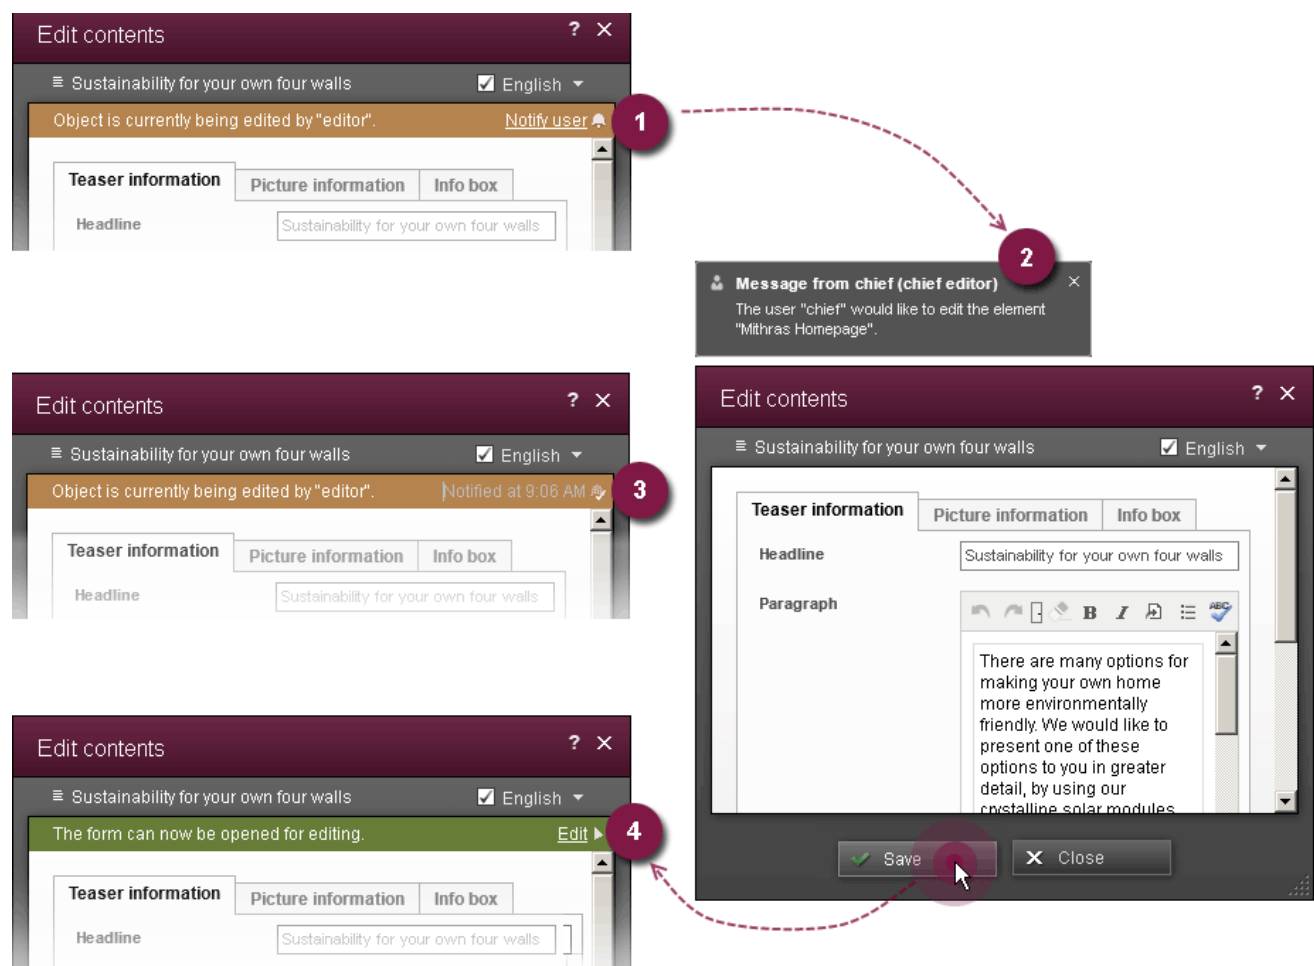 Edit contents
? ×
Sustainability for your own four walls
English
Object is currently being edited by "editor".
Notify user
1
Teaser information
Picture information
Info box
Headline
Sustainability for your own four walls
2
Message from chief (chief editor)
The user "chief" would like to edit the element
"Mithras Homepage".
Edit contents
? ×
Sustainability for your own four walls
English
Object is currently being edited by "editor".
Notified at 9:06 AM
3
Teaser information
Picture information
Info box
Headline
Sustainability for your own four walls
Edit contents
? ×
Sustainability for your own four walls
English
Teaser information
Picture information
Info box
Headline
Sustainability for your own four walls
Paragraph
B I
ABC
There are many options for
making your own home
more environmentally
friendly. We would like to
present one of these
options to you in greater
detail, by using our
crystalline solar modules
Save
Close
Edit contents
? ×
Sustainability for your own four walls
English
The form can now be opened for editing.
Edit
4
Teaser information
Picture information
Info box
Headline
Sustainability for your own four walls